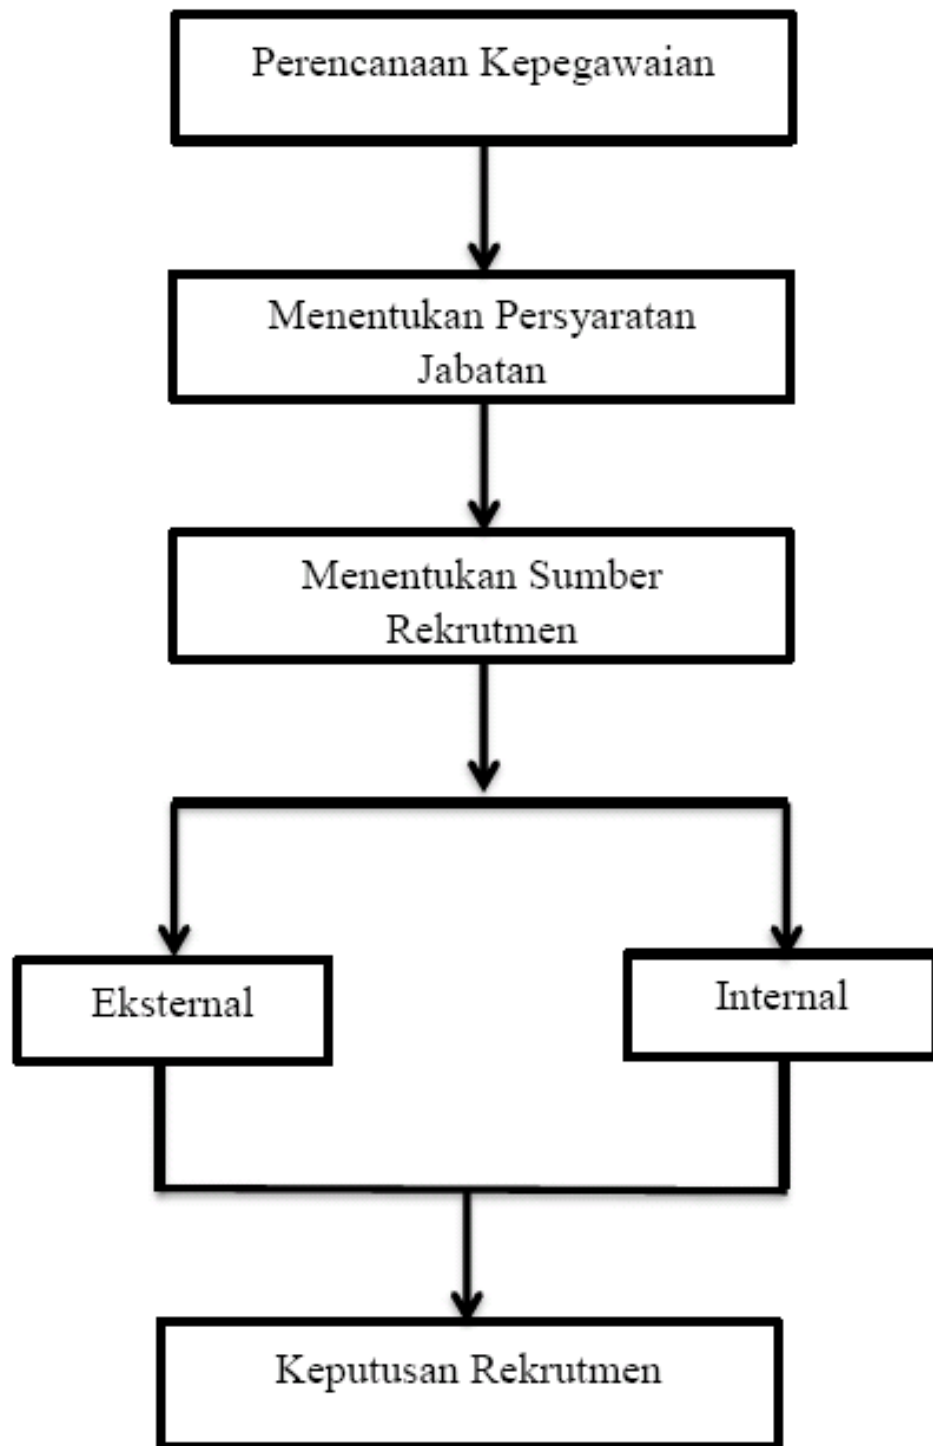 Perencanaan Kepegawaian
Menentukan Persyaratan
Jabatan
Menentukan Sumber
Rekrutmen
Eksternal
Internal
Keputusan Rekrutmen